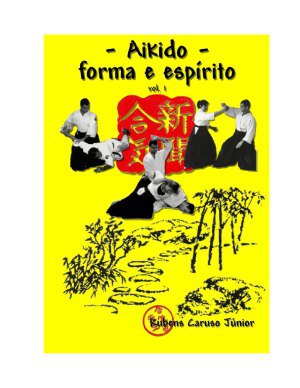 - Aikido -
forma e espírito
vol. 1
Rubens Caruso Júnior